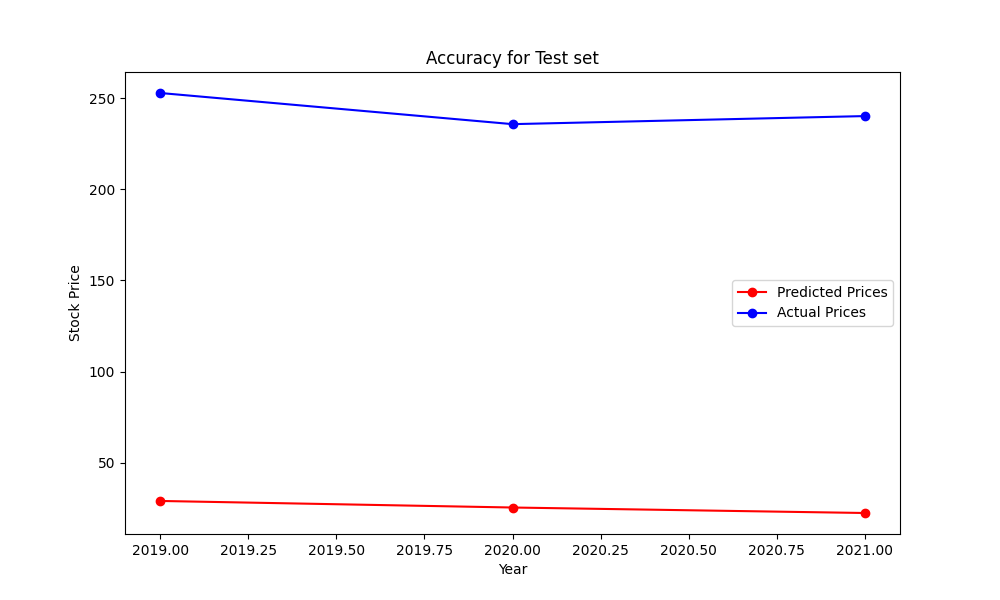 Accuracy for Test set
250
200
150
100
50
Stock Price
Predicted Prices
Actual Prices
2019.00 2019.25 2019.50 2019.75 2020.00 2020.25 2020.50 2020.75 2021.00
Year